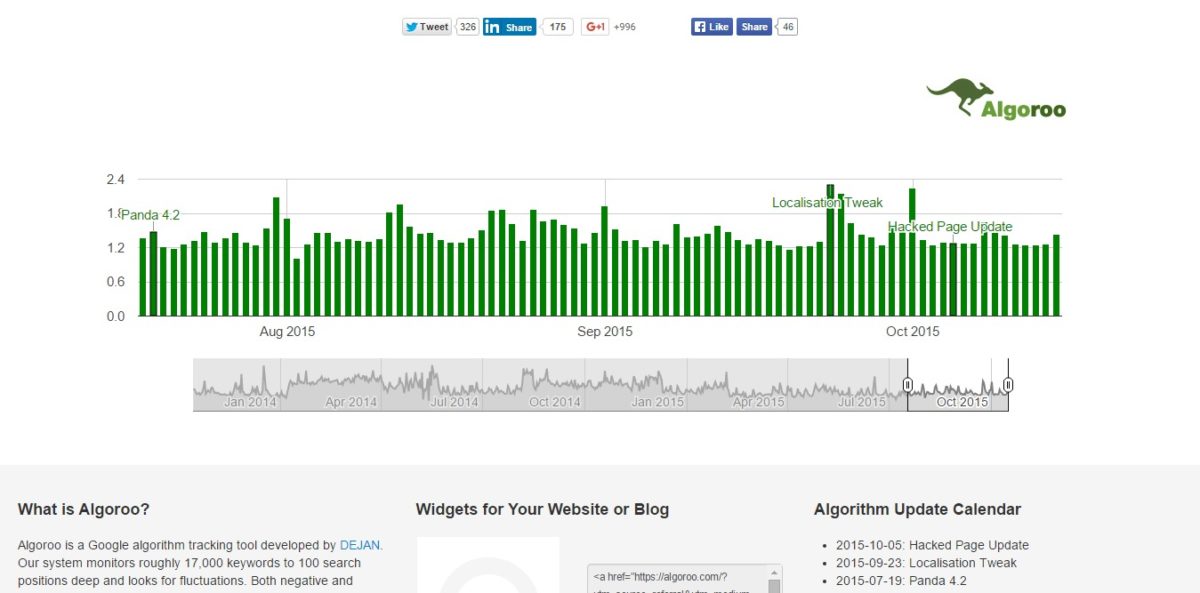 Tweet 326 Share 175 G+1 +996 Like Share 46
Algoroo
2.4
Localisation Tweak
Panda 4.2
Hacked Page Update
1.2
0.6
0.0
Aug 2015 Sep 2015 Oct 2015
Jan 2014 Apr 2014 Jul 2014 Oct 2014 Jan 2015 Apr 2015 Jul 2015 Oct 2015
What is Algoroo?
Algoroo is a Google algorithm tracking tool developed by DEJAN.
Our system monitors roughly 17,000 keywords to 100 search
positions deep and looks for fluctuations. Both negative and
Widgets for Your Website or Blog
<a href="https://algoroo.com/?
Algorithm Update Calendar
2015-10-05: Hacked Page Update
2015-09-23: Localisation Tweak
2015-07-19: Panda 4.2